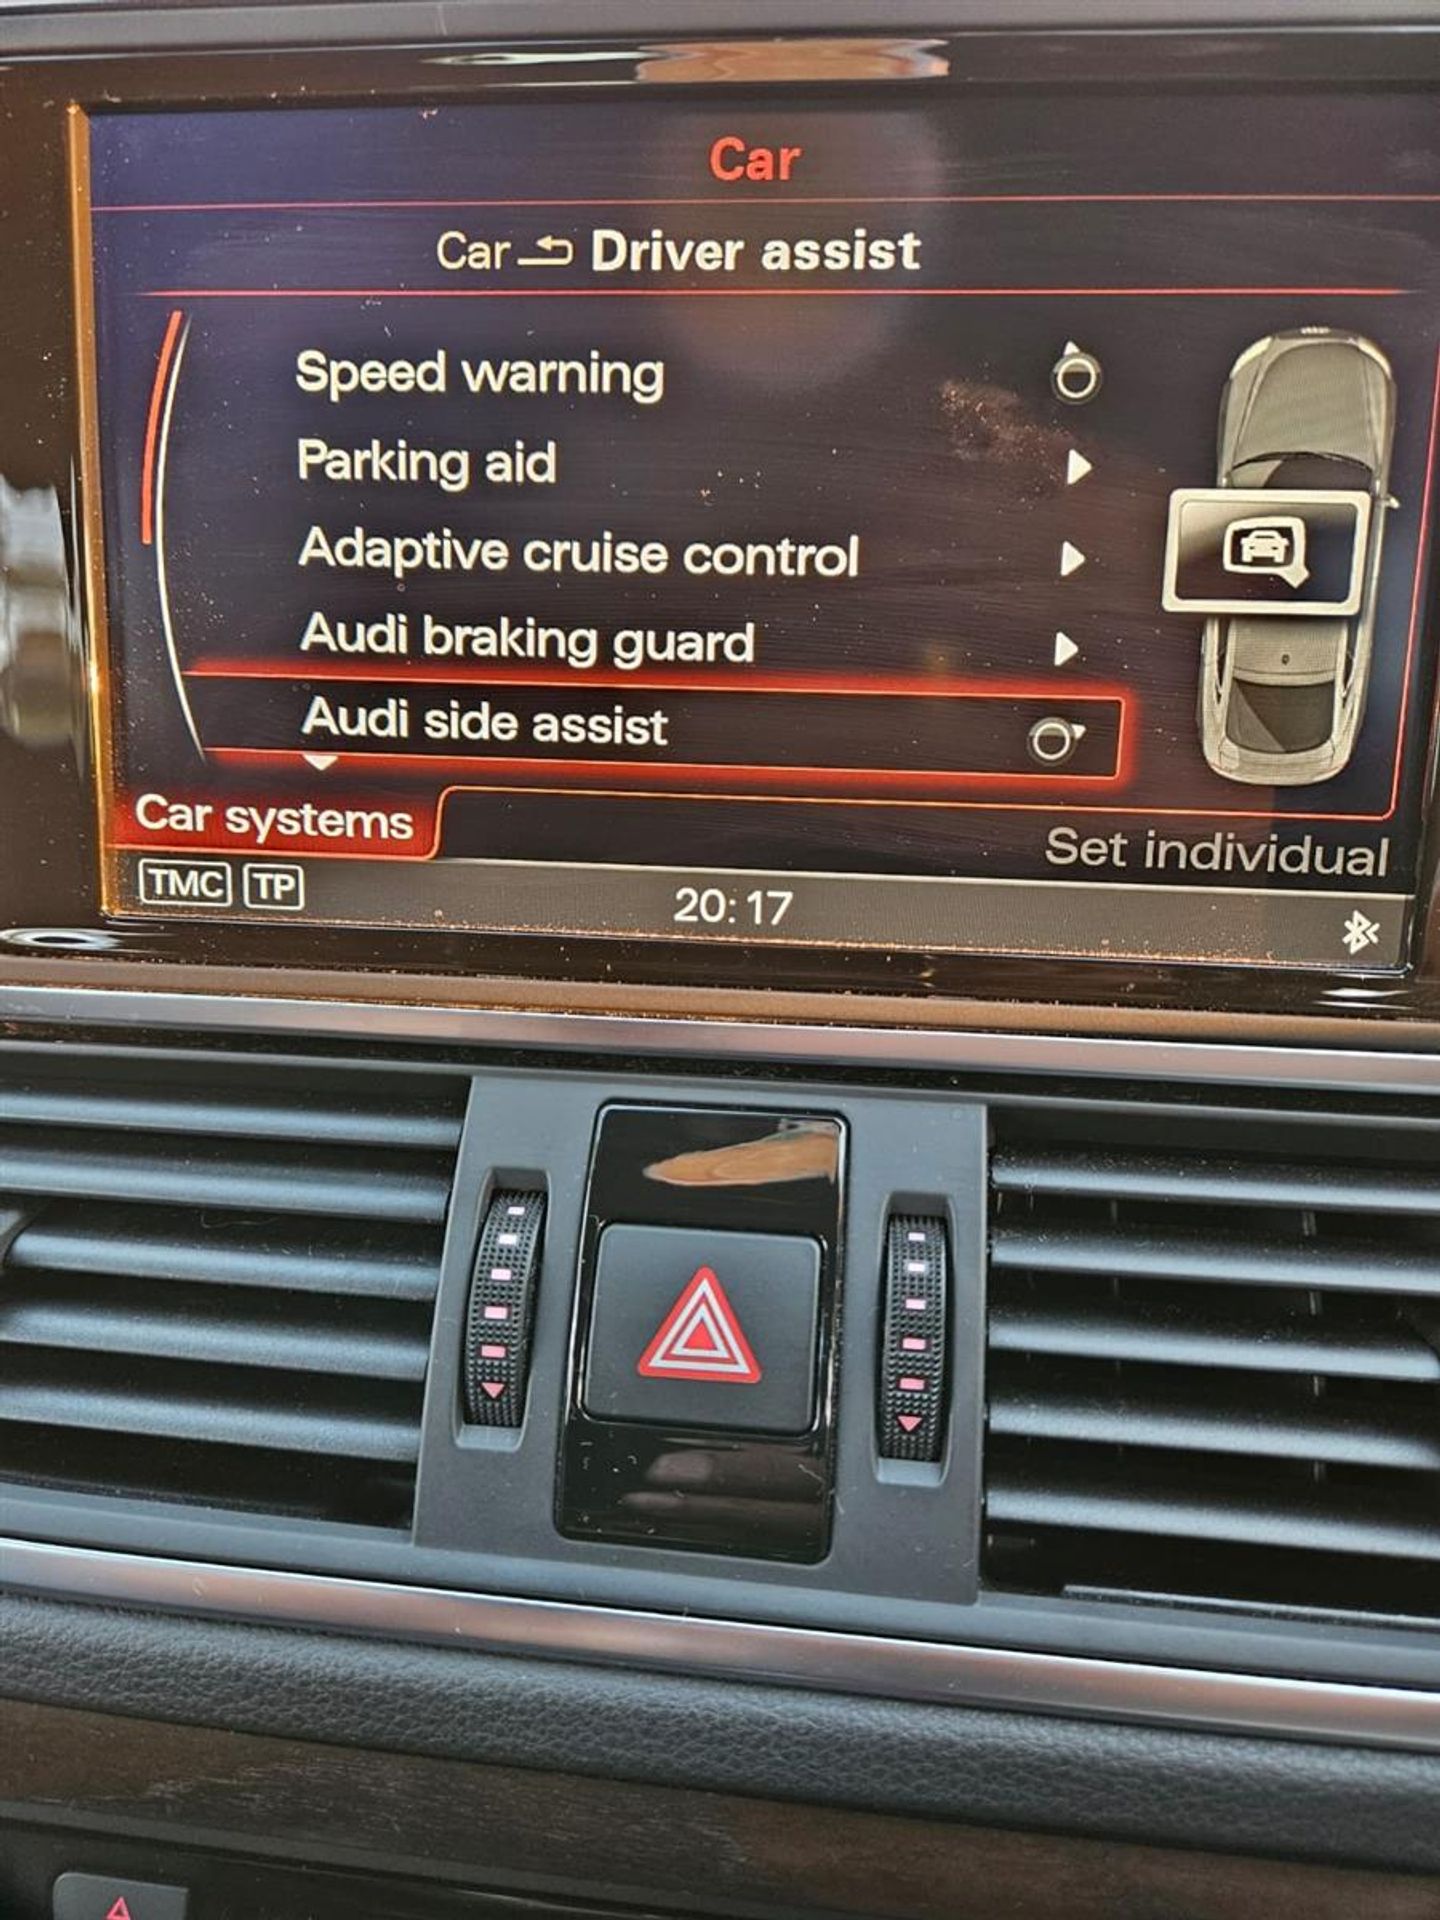 Car
Car Driver assist
Speed warning
Parking aid
Adaptive cruise control
Audi braking guard
Audi side assist
Car systems
Set individual
TMC TP
20:17